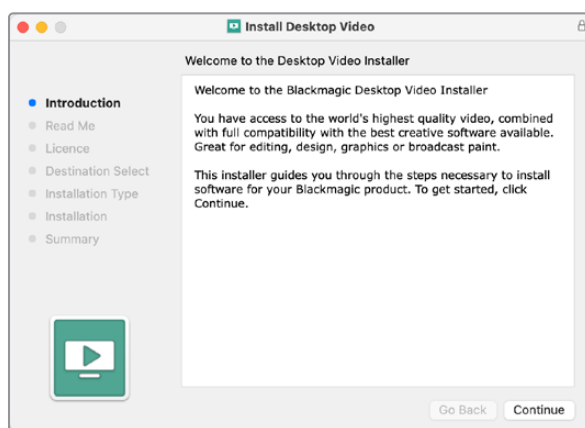 Install Desktop Video
Welcome to the Desktop Video Installer
Introduction
Read Me
Licence
Destination Select
Installation Type
Installation
Summary
Welcome to the Blackmagic Desktop Video Installer
You have access to the world's highest quality video, combined
with full compatibility with the best creative software available.
Great for editing, design, graphics or broadcast paint.
This installer guides you through the steps necessary to install
software for your Blackmagic product. To get started, click
Continue.
Go Back
Continue